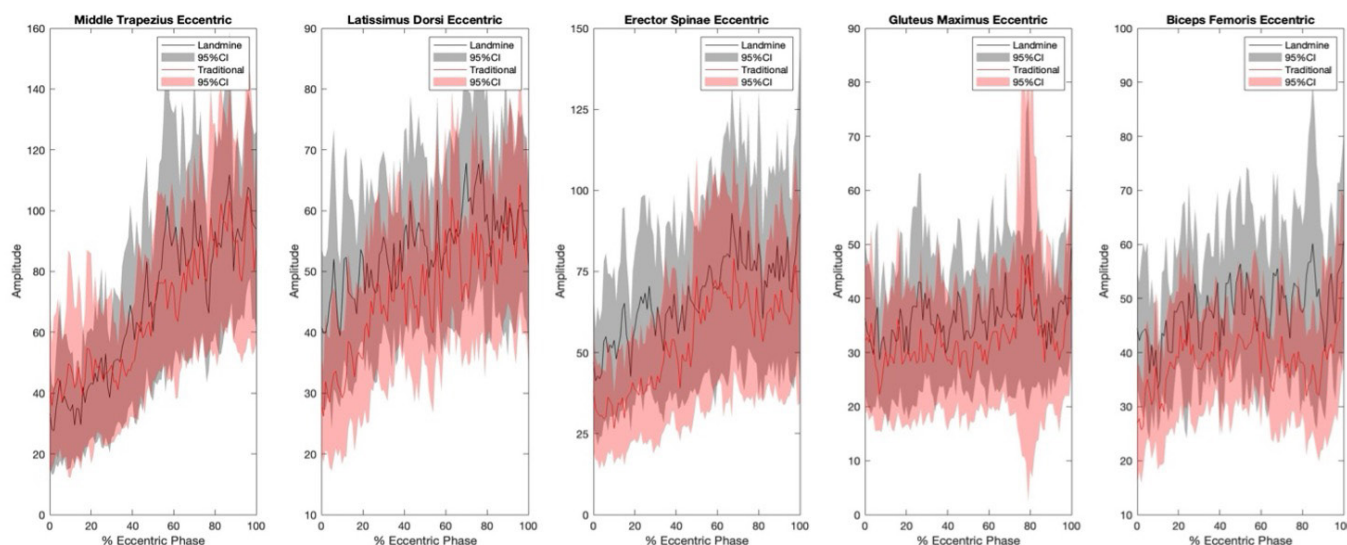 Middle Trapezius Eccentric
160
140
120
100
80
60
40
20
0
0 20 40 60 80 100
Amplitude
% Eccentric Phase
Landmine
95%CI
Traditional
95%CI
Latissimus Dorsi Eccentric
90
80
70
60
50
40
30
20
10
0 20 40 60 80 100
Amplitude
% Eccentric Phase
Landmine
95%CI
Traditional
95%CI
Erector Spinae Eccentric
150
125
100
75
50
25
0
0 20 40 60 80 100
Amplitude
% Eccentric Phase
Landmine
95%CI
Traditional
95%CI
Gluteus Maximus Eccentric
90
80
70
60
50
40
30
20
10
0
0 20 40 60 80 100
Amplitude
% Eccentric Phase
Landmine
95%CI
Traditional
95%CI
Biceps Femoris Eccentric
100
90
80
70
60
50
40
30
20
10
0 20 40 60 80 100
Amplitude
% Eccentric Phase
Landmine
95%CI
Traditional
95%CI